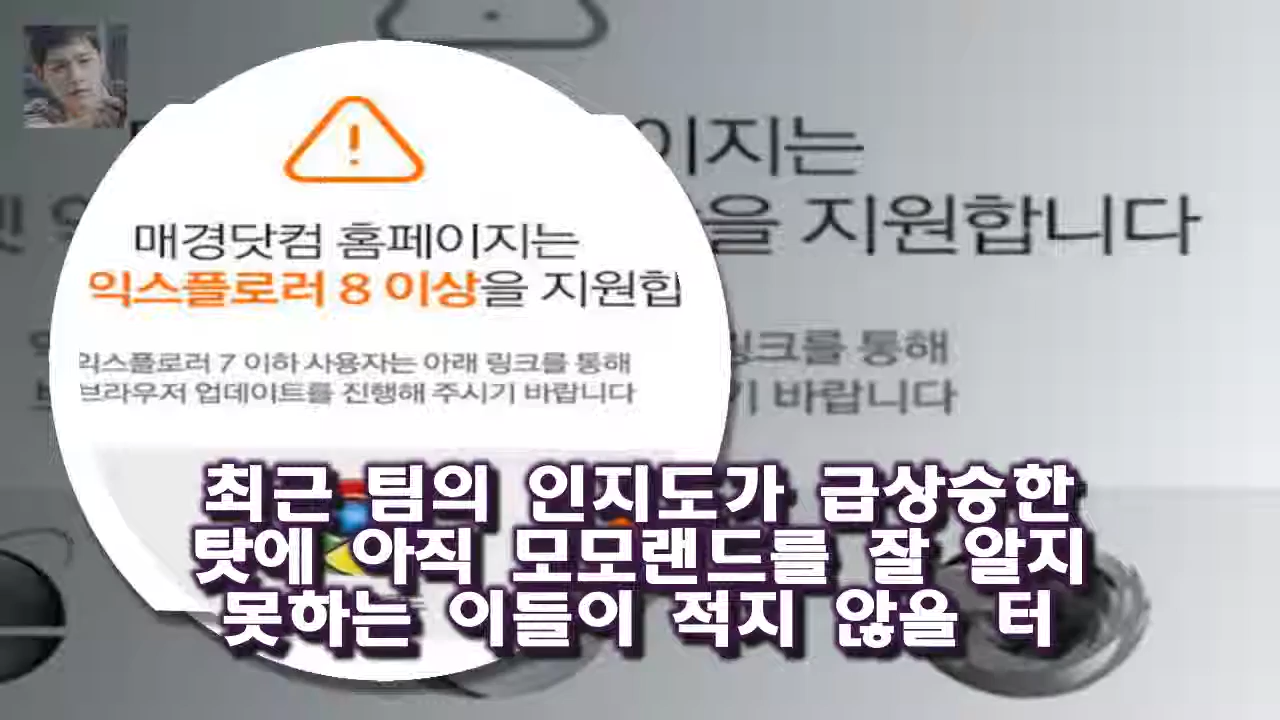 매경닷컴 홈페이지는
익스플로러 8 이상을 지원합
익스플로러 7 이하 사용자는 아래 링크를 통해
브라우저 업데이트를 진행해 주시기 바랍니다
이지는
을 지원합니다
링크를 통해
기 바랍니다
최근 팀의 인지도가 급상승한
탓에 아직 모모랜드를 잘 알지
못하는 이들이 적지 않을 터